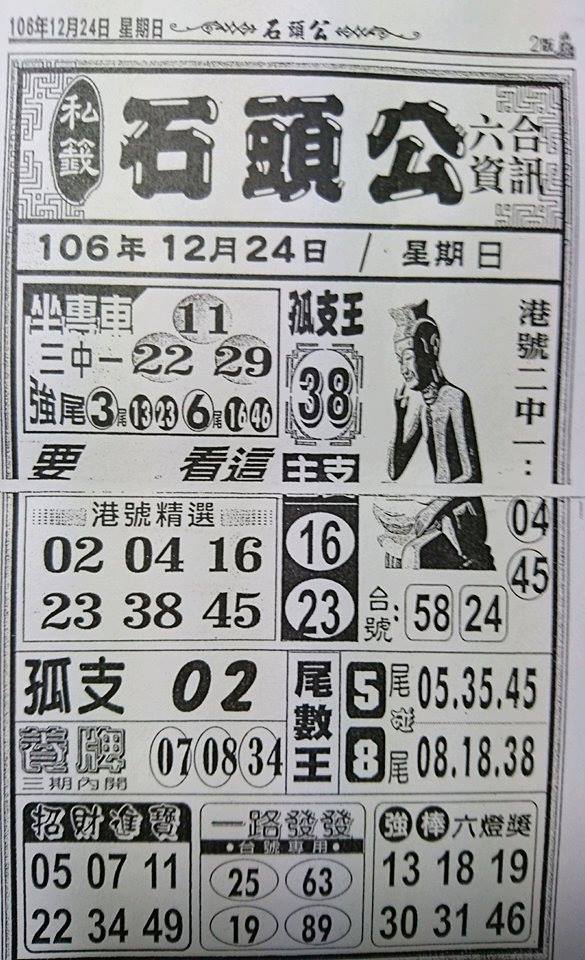 106年12月24日 星期日
石頭公
2版
私籤
石頭公
六合資訊
106年12月24日 / 星期日
坐專車
三中一
11
22 29
強尾 3尾 13 23 6尾 16 46
孤支王
38
港號二中一：
04
45
要 看這
主支
16
23
港號精選
02 04 16
23 38 45
台號：58 24
孤支 02
養牌
三期內開
07 08 34
尾數王
5尾 05.35.45
碰
8尾 08.18.38
招財進寶
05 07 11
22 34 49
一路發發
•台號專用•
25 63
19 89
強棒六燈獎
13 18 19
30 31 46